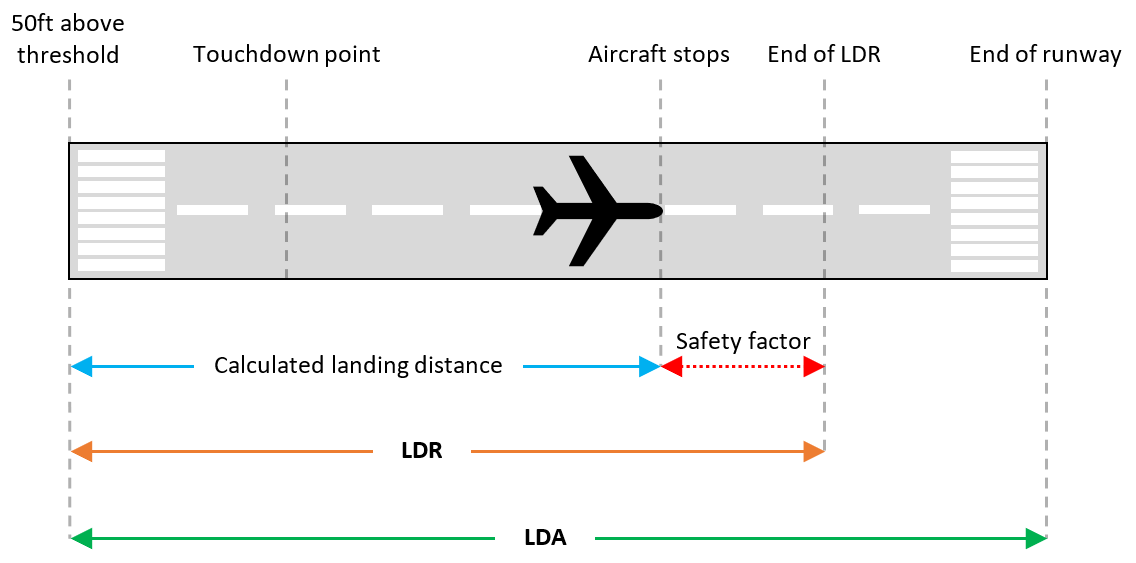 50ft above
threshold
Touchdown point
Aircraft stops
End of LDR
End of runway
Safety factor
Calculated landing distance
LDR
LDA